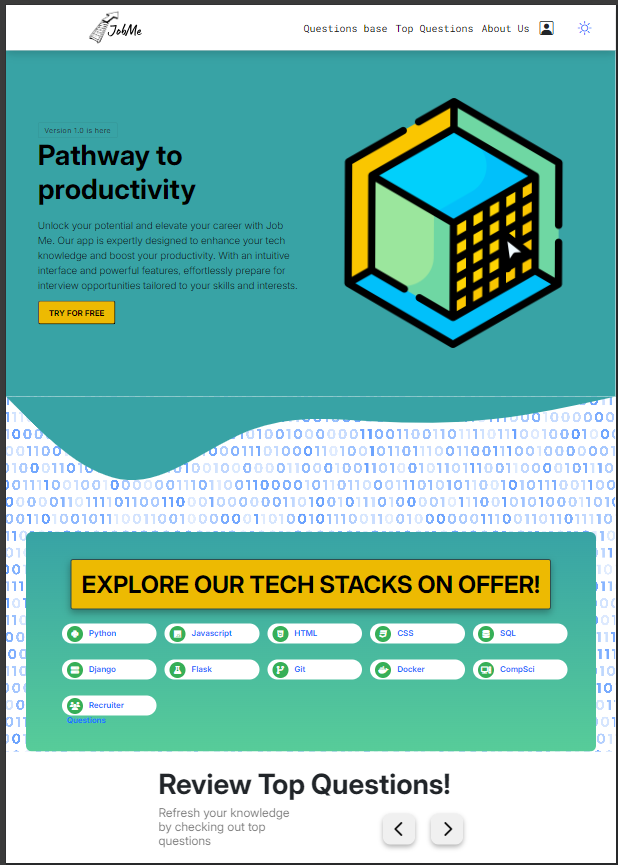 JobMe
Questions base Top Questions About Us
Version 1.0 is here
Pathway to
productivity
Unlock your potential and elevate your career with Job
Me. Our app is expertly designed to enhance your tech
knowledge and boost your productivity. With an intuitive
interface and powerful features, effortlessly prepare for
interview opportunities tailored to your skills and interests.
TRY FOR FREE
EXPLORE OUR TECH STACKS ON OFFER!
Python Javascript HTML CSS SQL
Django Flask Git Docker CompSci
Recruiter
Questions
Review Top Questions!
Refresh your knowledge
by checking out top
questions